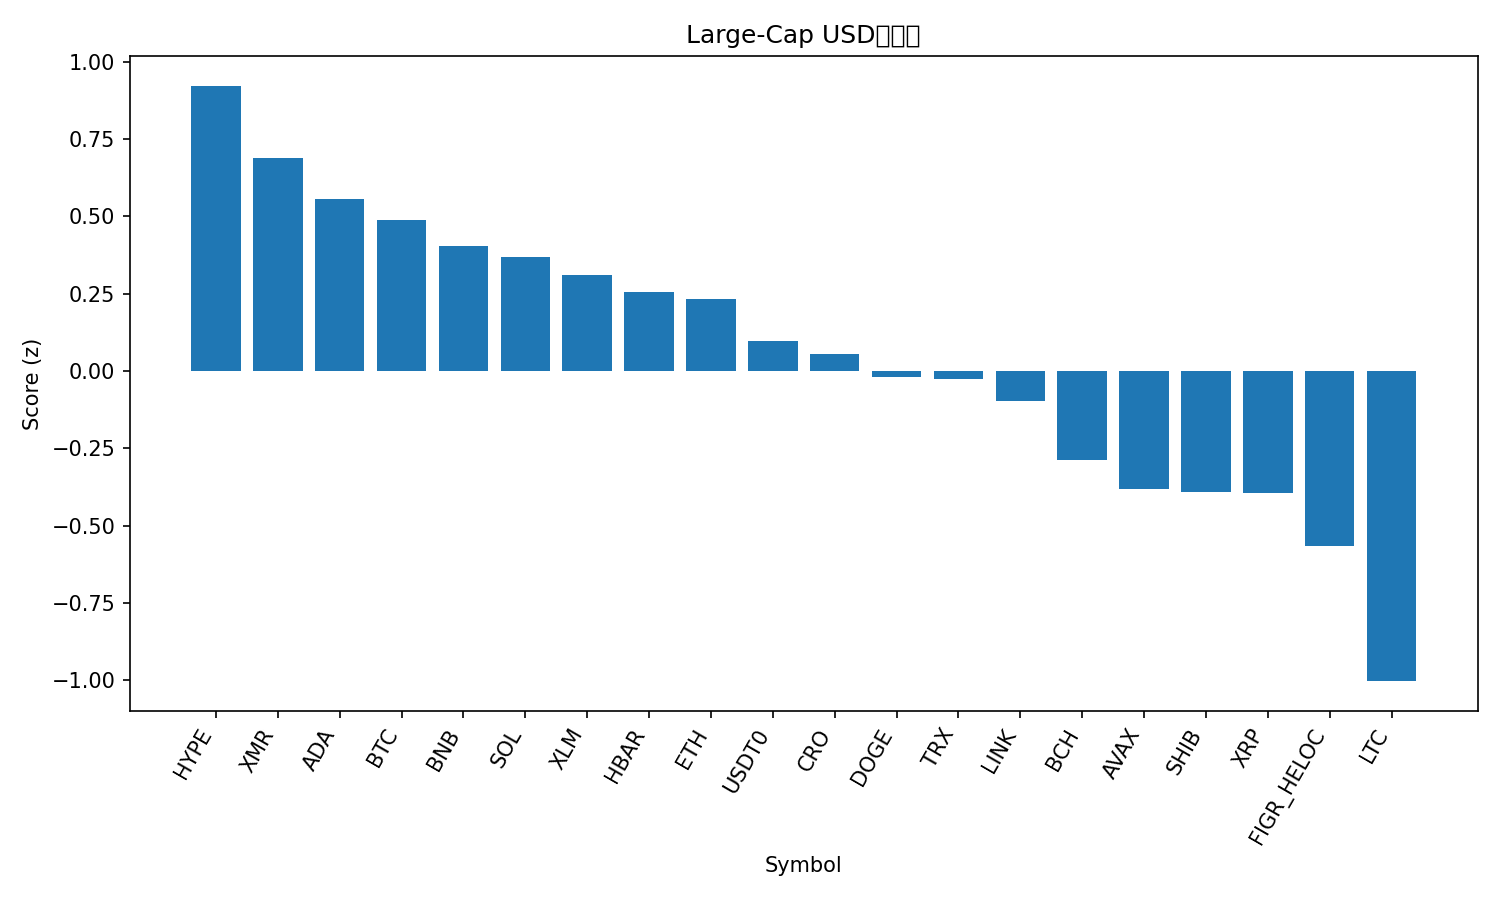 Large-Cap USD
1.00
0.75
0.50
0.25
0.00
−0.25
−0.50
−0.75
−1.00
Score (z)
HYPE
XMR
ADA
BTC
BNB
SOL
XLM
HBAR
ETH
USDT0
CRO
DOGE
TRX
LINK
BCH
AVAX
SHIB
XRP
FIGR_HELOC
LTC
Symbol